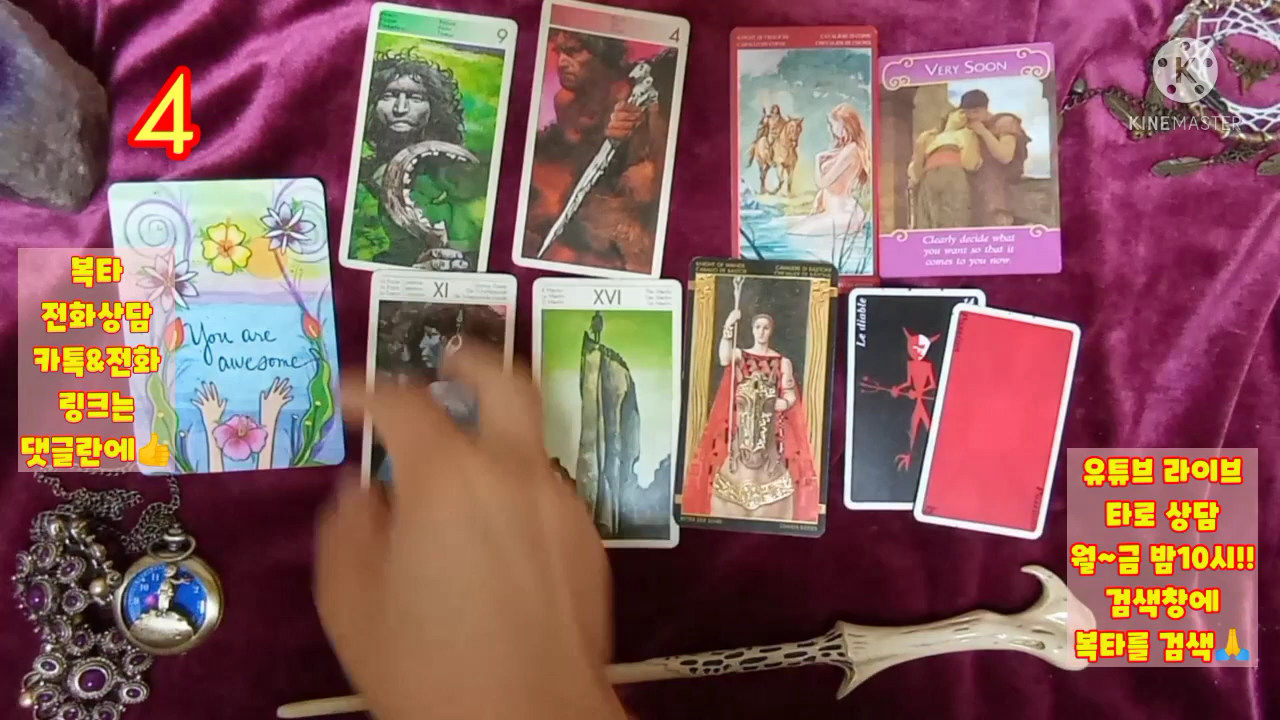 4
9
4
VERY SOON
Clearly decide what
you want so that it
comes to you now.
KINEMASTER
You are
awesome
XI
XVI
Le diable
복타
전화상담
카톡&전화
링크는
댓글란에👍
유튜브 라이브
타로 상담
월~금 밤10시!!
검색창에
복타를 검색🙏